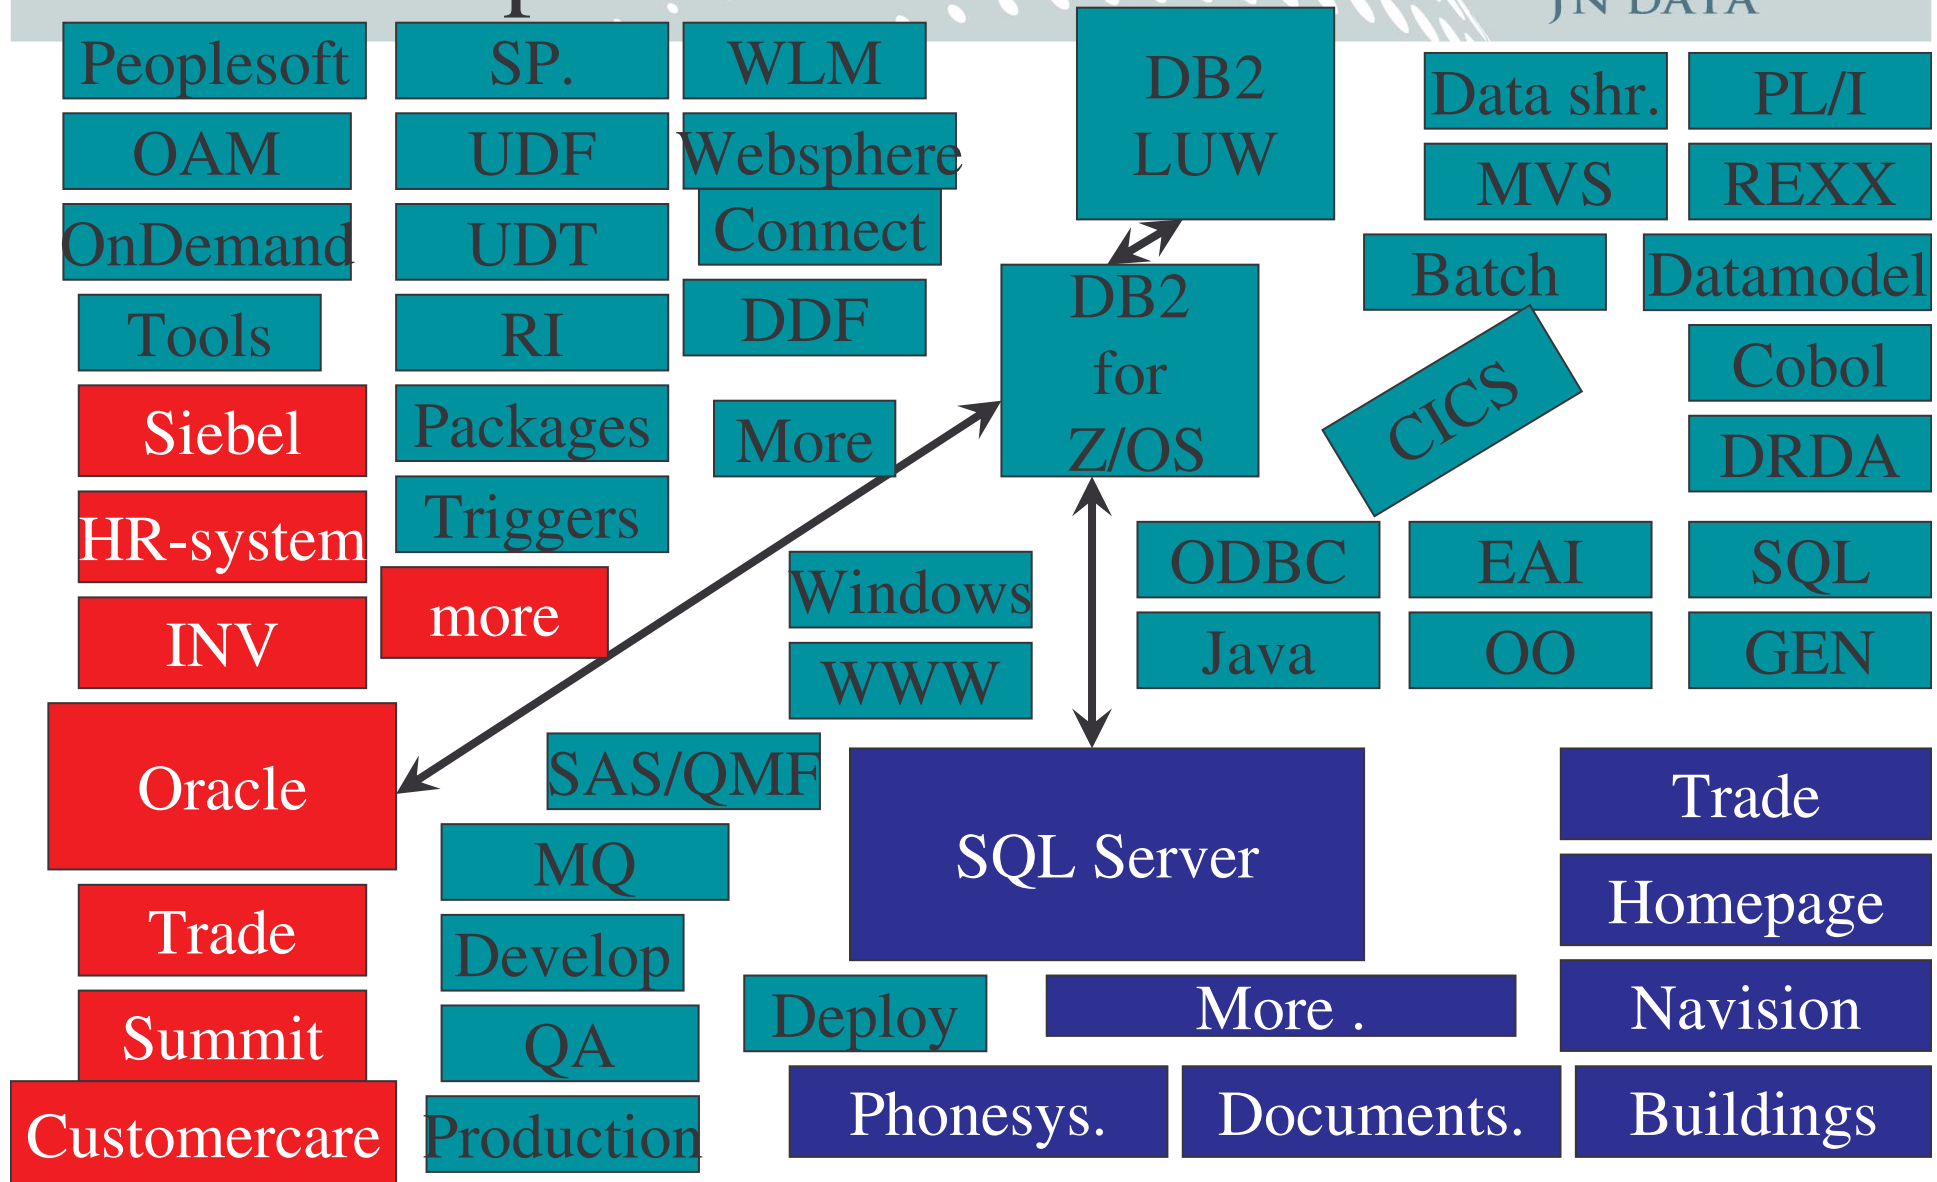 JN DATA
Peoplesoft
SP.
WLM
DB2
LUW
Data shr.
PL/I
OAM
UDF
Websphere
MVS
REXX
OnDemand
UDT
Connect
Batch
Datamodel
Tools
RI
DDF
DB2
for
Z/OS
Cobol
Siebel
Packages
More
CICS
DRDA
HR-system
Triggers
Windows
ODBC
EAI
SQL
INV
more
WWW
Java
OO
GEN
Oracle
SAS/QMF
SQL Server
Trade
MQ
Homepage
Trade
Develop
Navision
Summit
QA
Deploy
More .
Customercare
Production
Phonesys.
Documents.
Buildings